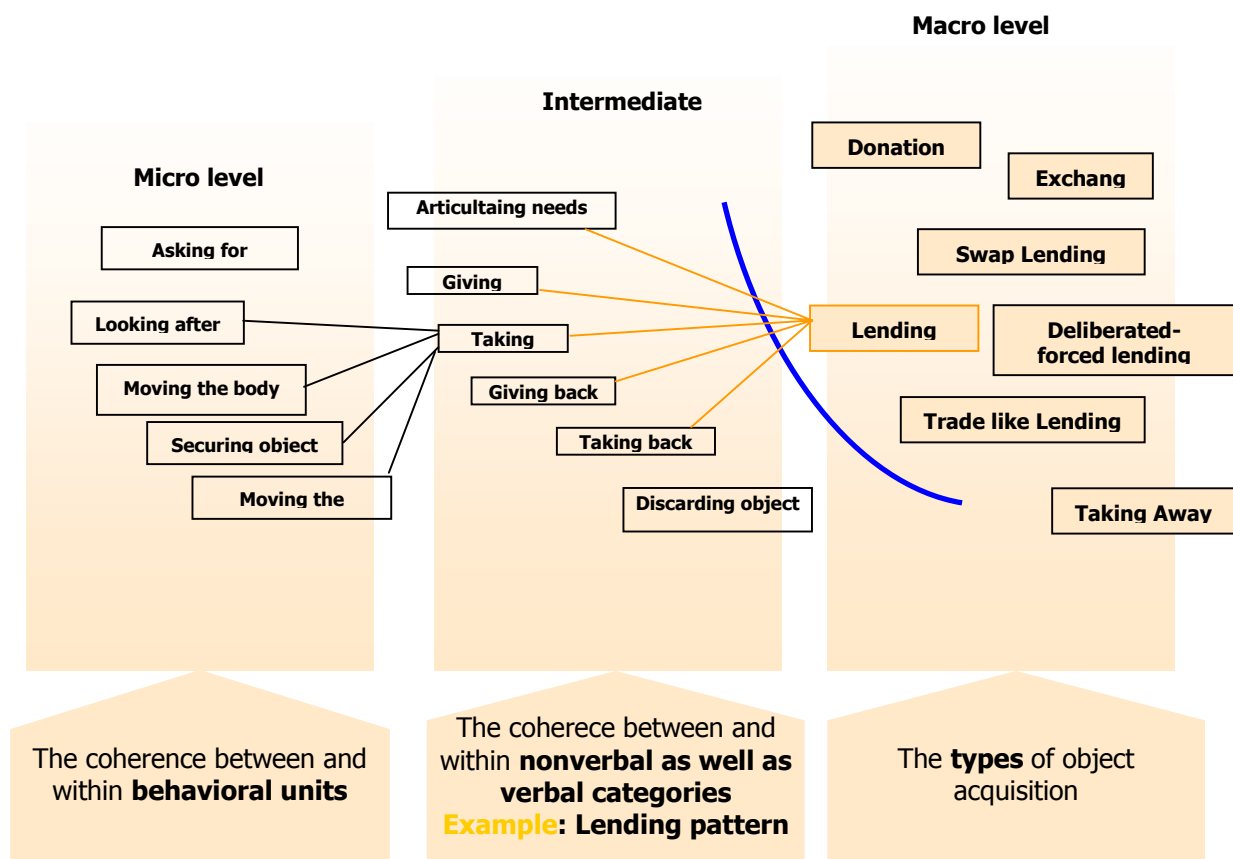 Macro level
Intermediate
Micro level
Donation
Exchang
Articultaing needs
Asking for
Swap Lending
Giving
Looking after
Taking
Lending
Deliberated-
forced lending
Moving the body
Giving back
Trade like Lending
Securing object
Taking back
Moving the
Discarding object
Taking Away
The coherence between and
within behavioral units
The coherece between and
within nonverbal as well as
verbal categories
Example: Lending pattern
The types of object
acquisition